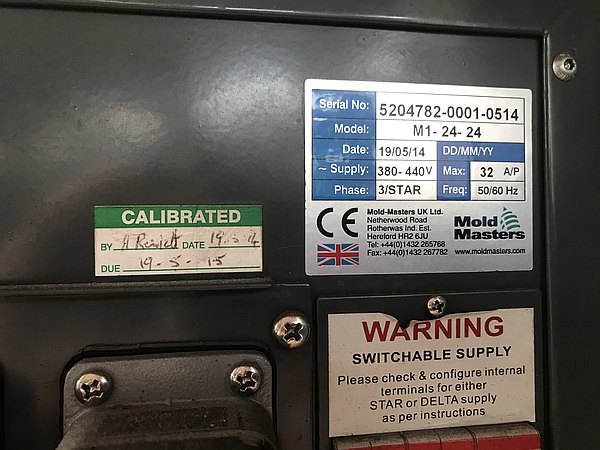 Serial No: 5204782-0001-0514
Model: M1- 24- 24
Date: 19/05/14 DD/MM/YY
~ Supply: 380- 440V Max: 32 A/P
Phase: 3/STAR Freq: 50/60 Hz
CE
Mold-Masters UK Ltd.
Netherwood Road
Rotherwas Ind. Est.
Hereford HR2 6JU
Tel: +44(0)1432 265768
Fax: +44(0)1432 267782
Mold
Masters
www.moldmasters.com
CALIBRATED
BY DATE 19.5.14
DUE 19-5-15
WARNING
SWITCHABLE SUPPLY
Please check & configure internal
terminals for either
STAR or DELTA supply
as per instructions